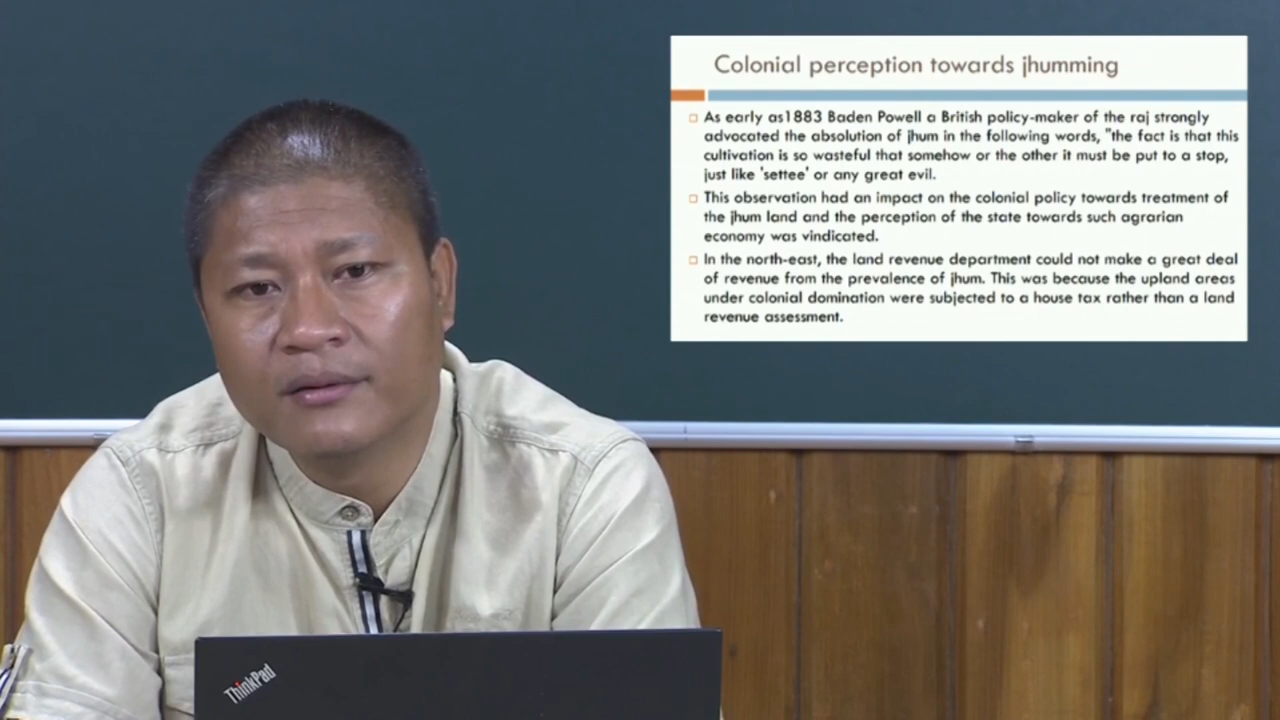 Colonial perception towards jhumming
As early as1883 Baden Powell a British policy-maker of the raj strongly
advocated the absolution of jhum in the following words, "the fact is that this
cultivation is so wasteful that somehow or the other it must be put to a stop,
just like 'settee' or any great evil.
This observation had an impact on the colonial policy towards treatment of
the jhum land and the perception of the state towards such agrarian
economy was vindicated.
In the north-east, the land revenue department could not make a great deal
of revenue from the prevalence of jhum. This was because the upland areas
under colonial domination were subjected to a house tax rather than a land
revenue assessment.
ThinkPad